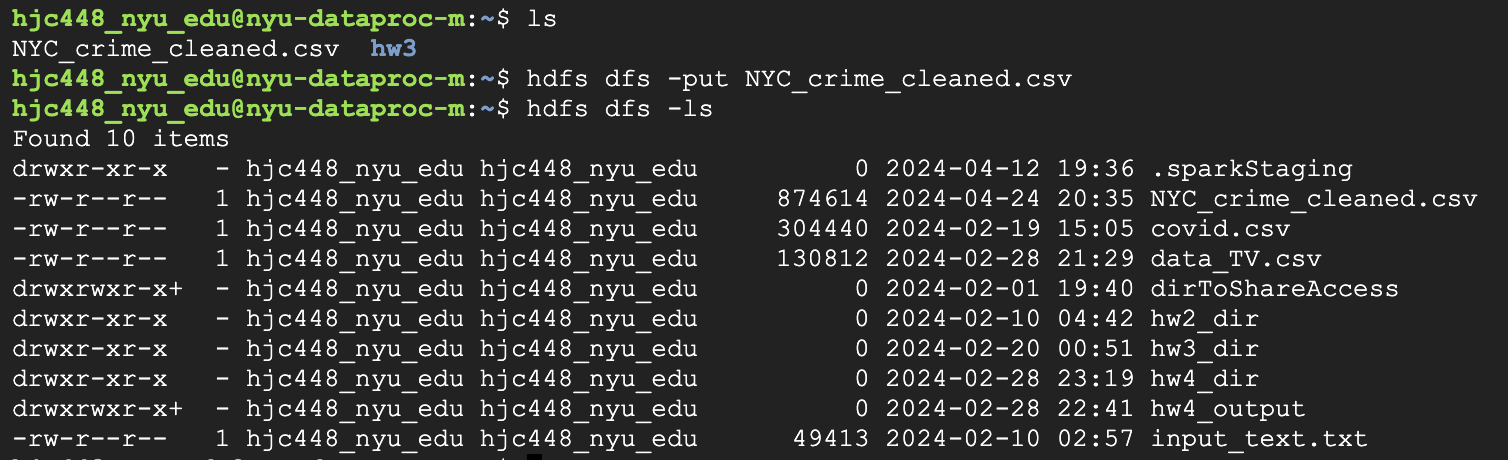 hjc448_nyu_edu@nyu-dataproc-m:~$ ls
NYC_crime_cleaned.csv  hw3
hjc448_nyu_edu@nyu-dataproc-m:~$ hdfs dfs -put NYC_crime_cleaned.csv
hjc448_nyu_edu@nyu-dataproc-m:~$ hdfs dfs -ls
Found 10 items
drwxr-xr-x   - hjc448_nyu_edu hjc448_nyu_edu          0 2024-04-12 19:36 .sparkStaging
-rw-r--r--   1 hjc448_nyu_edu hjc448_nyu_edu     874614 2024-04-24 20:35 NYC_crime_cleaned.csv
-rw-r--r--   1 hjc448_nyu_edu hjc448_nyu_edu     304440 2024-02-19 15:05 covid.csv
-rw-r--r--   1 hjc448_nyu_edu hjc448_nyu_edu     130812 2024-02-28 21:29 data_TV.csv
drwxrwxr-x+  - hjc448_nyu_edu hjc448_nyu_edu          0 2024-02-01 19:40 dirToShareAccess
drwxr-xr-x   - hjc448_nyu_edu hjc448_nyu_edu          0 2024-02-10 04:42 hw2_dir
drwxr-xr-x   - hjc448_nyu_edu hjc448_nyu_edu          0 2024-02-20 00:51 hw3_dir
drwxr-xr-x   - hjc448_nyu_edu hjc448_nyu_edu          0 2024-02-28 23:19 hw4_dir
drwxrwxr-x+  - hjc448_nyu_edu hjc448_nyu_edu          0 2024-02-28 22:41 hw4_output
-rw-r--r--   1 hjc448_nyu_edu hjc448_nyu_edu      49413 2024-02-10 02:57 input_text.txt